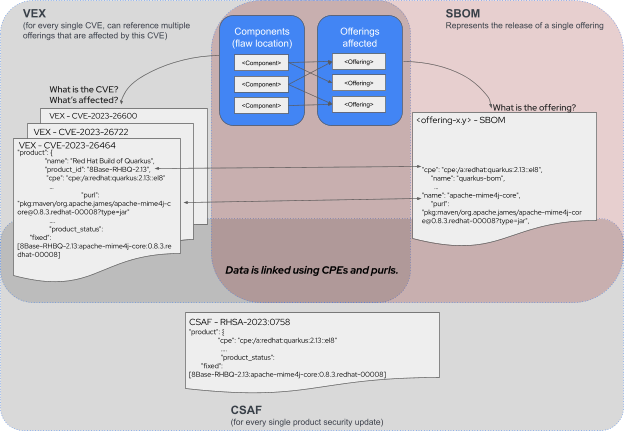 VEX
(for every single CVE, can reference multiple
offerings that are affected by this CVE)
Components
(flaw location)
<Component>
<Component>
<Component>
Offerings
affected
<Offering>
<Offering>
<Offering>
SBOM
Represents the release of a single offering
What is the CVE?
What's affected?
VEX - CVE-2023-26600
VEX - CVE-2023-26722
VEX - CVE-2023-26464
"product": {
"name": "Red Hat Build of Quarkus",
"product_id": "8Base-RHBQ-2.13",
"cpe": "cpe:/a:redhat:quarkus:2.13::el8"
...
"purl":
"pkg:maven/org.apache.james/apache-mime4j-c
ore@0.8.3.redhat-00008?type=jar"
...
"product_status":
"fixed":
[8Base-RHBQ-2.13:apache-mime4j-core:0.8.3.re
dhat-00008]
What is the offering?
<offering-x.y> - SBOM
"cpe": "cpe:/a:redhat:quarkus:2.13::el8",
"name": "quarkus-bom",
...
"name": "apache-mime4j-core",
"purl":
"pkg:maven/org.apache.james/apache-mime4j-cor
e@0.8.3.redhat-00008?type=jar",
Data is linked using CPEs and purls.
CSAF - RHSA-2023:0758
"product": {
"cpe": "cpe:/a:redhat:quarkus:2.13::el8"
....
"product_status":
"fixed":
[8Base-RHBQ-2.13:apache-mime4j-core:0.8.3.redhat-00008]
CSAF
(for every single product security update)